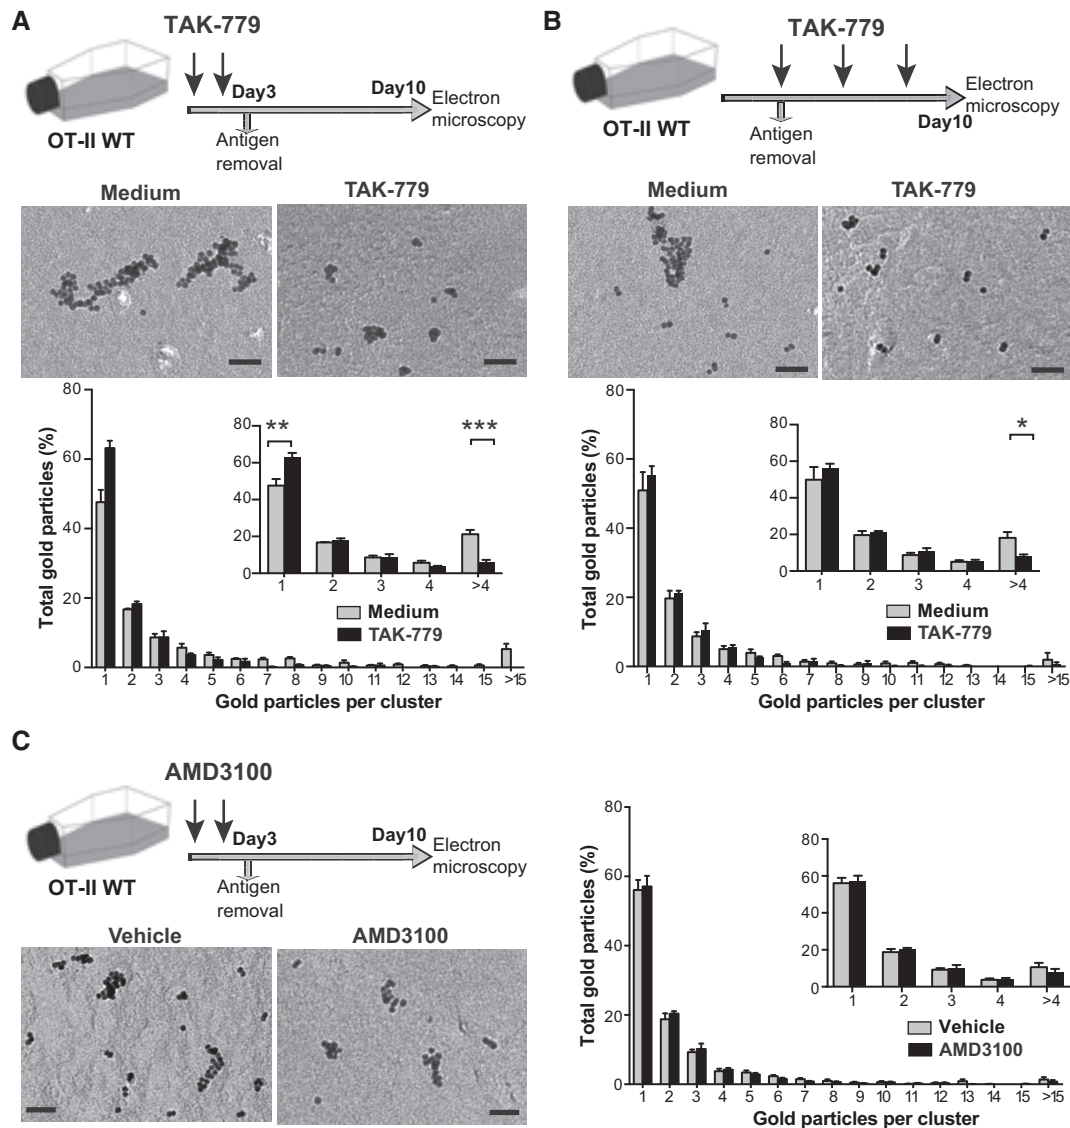 A
TAK-779
Day3
Day10
Electron
microscopy
OT-II WT
Antigen
removal
Medium
TAK-779
80
60
40
20
0
Total gold particles (%)
1 2 3 4 5 6 7 8 9 10 11 12 13 14 15 >15
Gold particles per cluster
80
60
40
20
0
** ***
1 2 3 4 >4
Medium
TAK-779
B
TAK-779
Electron
microscopy
Day10
OT-II WT
Antigen
removal
Medium
TAK-779
80
60
40
20
0
Total gold particles (%)
1 2 3 4 5 6 7 8 9 10 11 12 13 14 15 >15
Gold particles per cluster
80
60
40
20
0
*
1 2 3 4 >4
Medium
TAK-779
C
AMD3100
Day3
Day10
Electron
microscopy
OT-II WT
Antigen
removal
Vehicle
AMD3100
80
60
40
20
0
Total gold particles (%)
1 2 3 4 5 6 7 8 9 10 11 12 13 14 15 >15
Gold particles per cluster
80
60
40
20
0
1 2 3 4 >4
Vehicle
AMD3100